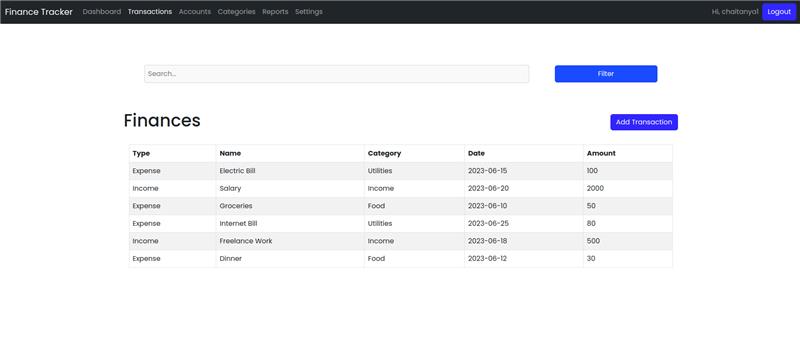 Finance Tracker Dashboard Transactions Accounts Categories Reports Settings Hi, chaitanya1 Logout
Search... Filter
Finances Add Transaction
Type Name Category Date Amount
Expense Electric Bill Utilities 2023-06-15 100
Income Salary Income 2023-06-20 2000
Expense Groceries Food 2023-06-10 50
Expense Internet Bill Utilities 2023-06-25 80
Income Freelance Work Income 2023-06-18 500
Expense Dinner Food 2023-06-12 30